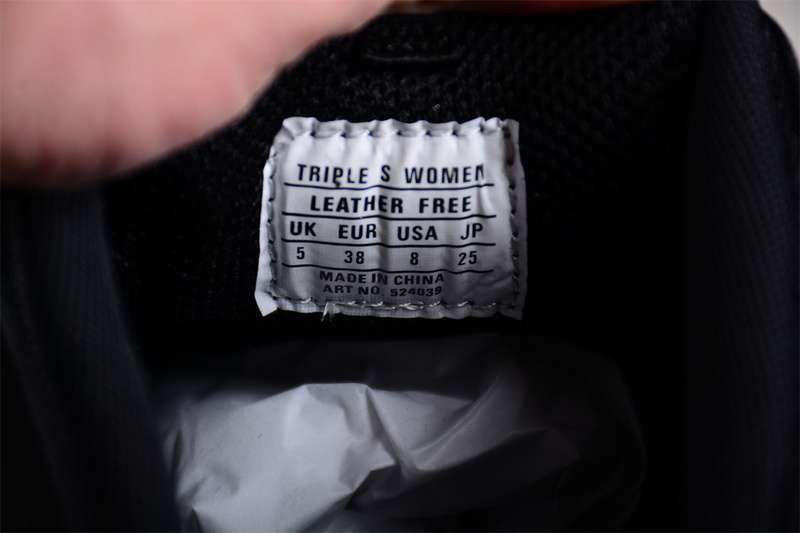 TRIPLE S WOMEN
LEATHER FREE
UK EUR USA JP
5 38 8 25
MADE IN CHINA
ART NO. 524039